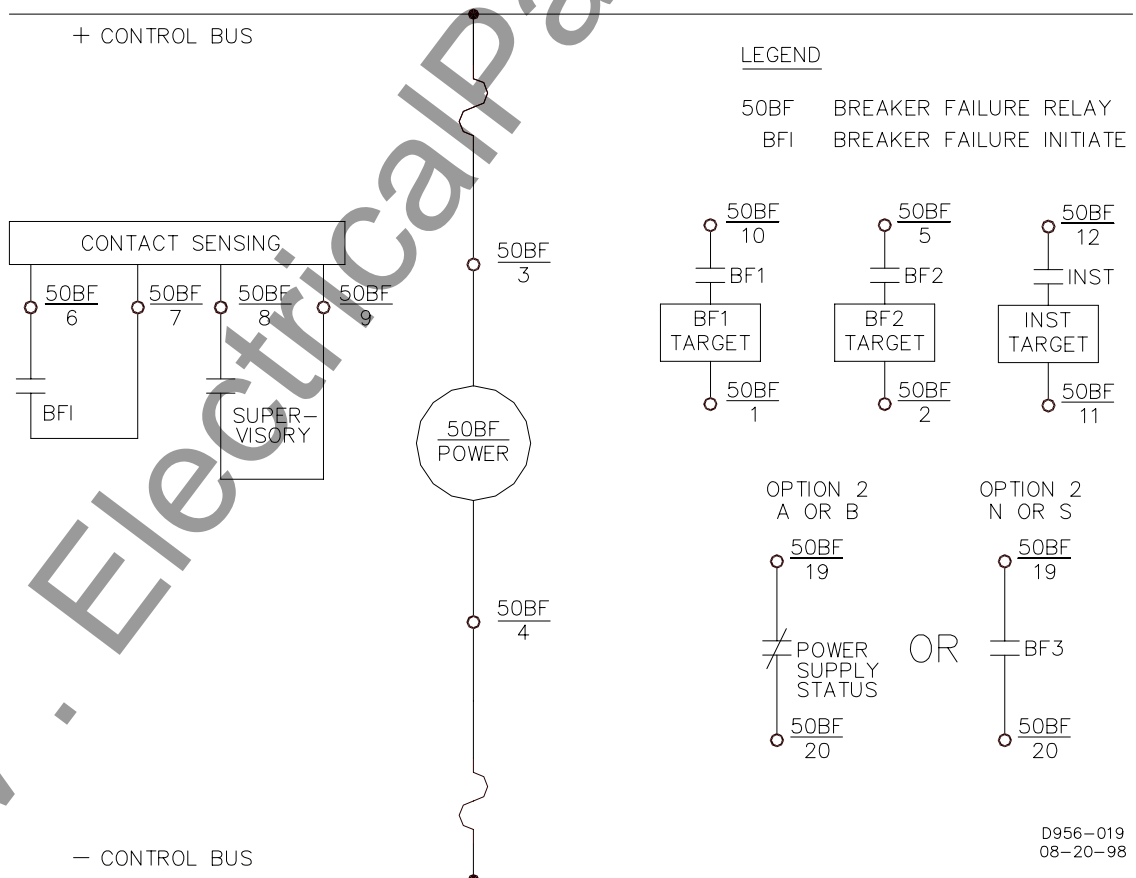 + CONTROL BUS
LEGEND
50BF BREAKER FAILURE RELAY
BFI BREAKER FAILURE INITIATE
CONTACT SENSING
50BF
6
50BF
7
50BF
8
50BF
9
BFI
SUPER-
VISORY
50BF
3
50BF
POWER
50BF
4
50BF
10
BF1
BF1
TARGET
50BF
1
50BF
5
BF2
BF2
TARGET
50BF
2
50BF
12
INST
INST
TARGET
50BF
11
OPTION 2
A OR B
50BF
19
POWER
SUPPLY
STATUS
50BF
20
OR
OPTION 2
N OR S
50BF
19
BF3
50BF
20
− CONTROL BUS
D956-019
08-20-98
. ElectricalPa